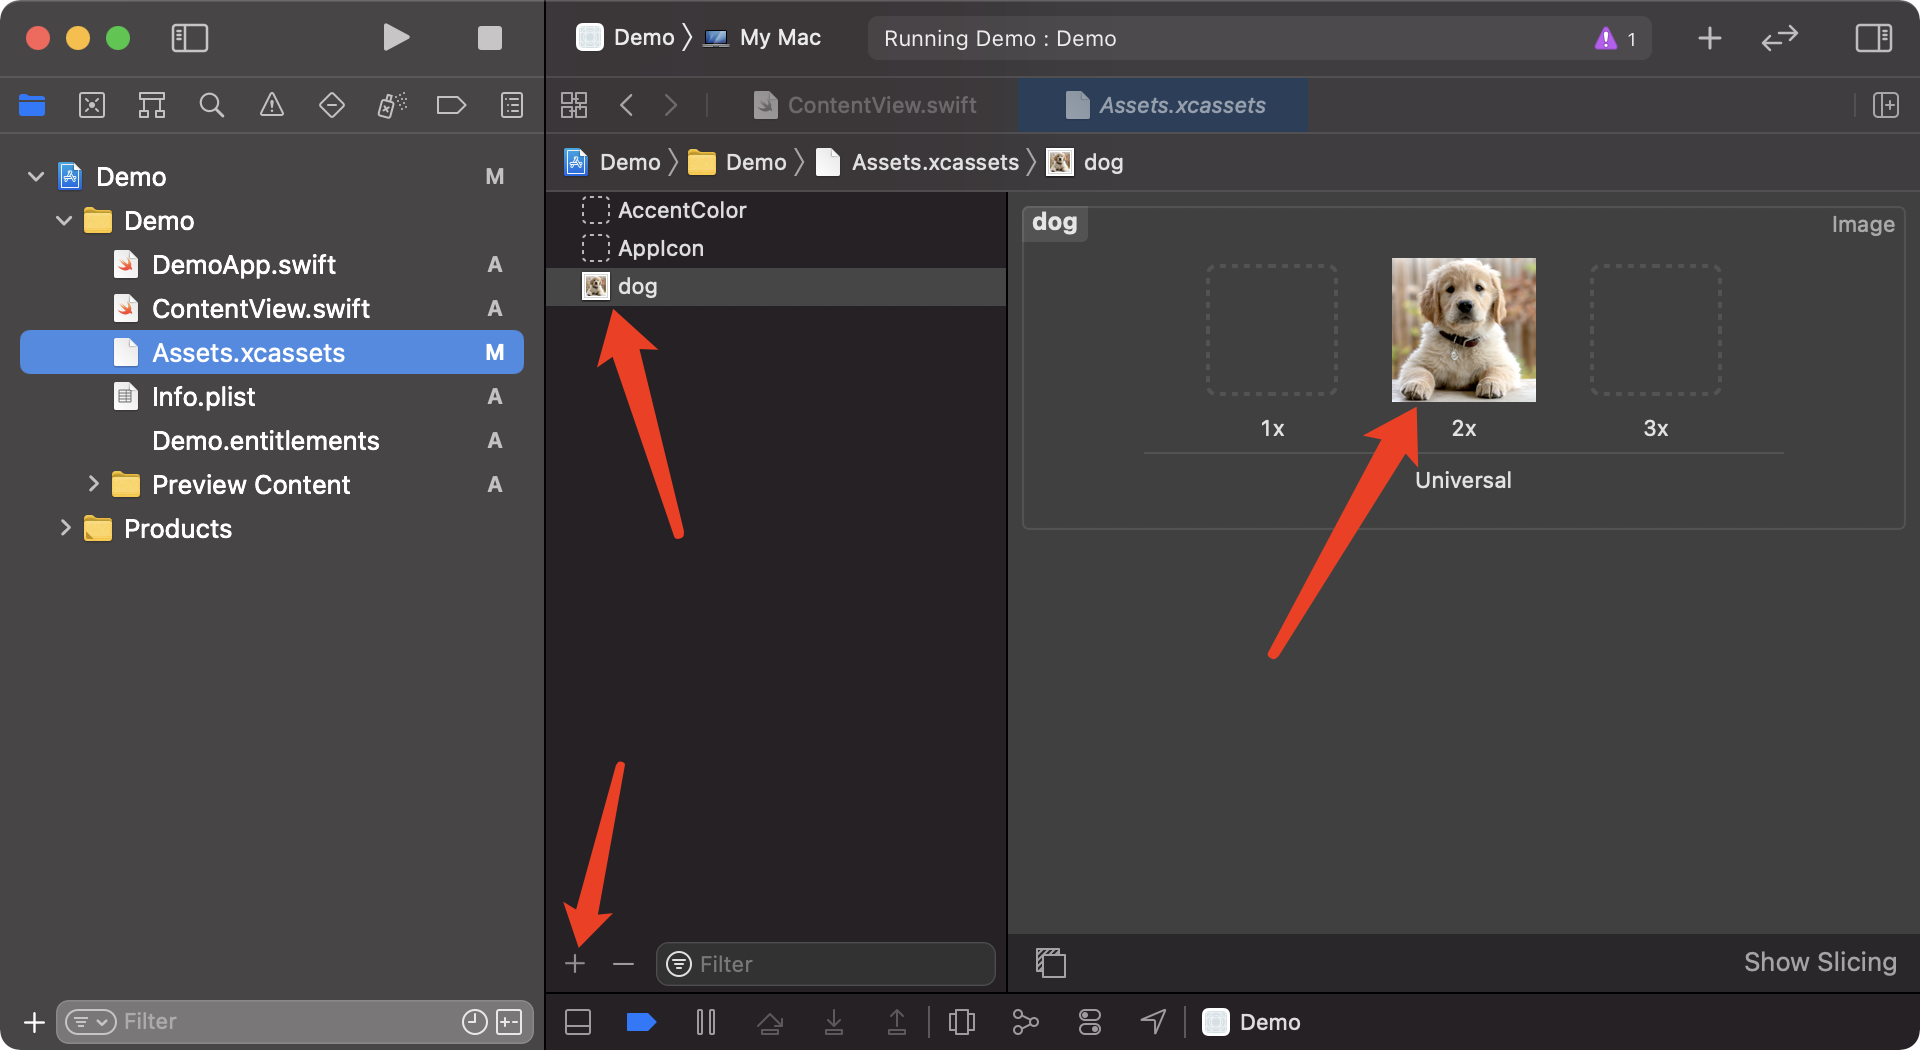 Demo 〉 My Mac
Running Demo : Demo
1
ContentView.swift
Assets.xcassets
Demo 〉 Demo 〉 Assets.xcassets 〉 dog
Demo M
Demo
DemoApp.swift A
ContentView.swift A
Assets.xcassets M
Info.plist A
Demo.entitlements A
Preview Content A
Products
Filter
AccentColor
AppIcon
dog
Filter
dog
Image
1x 2x 3x
Universal
Show Slicing
Demo